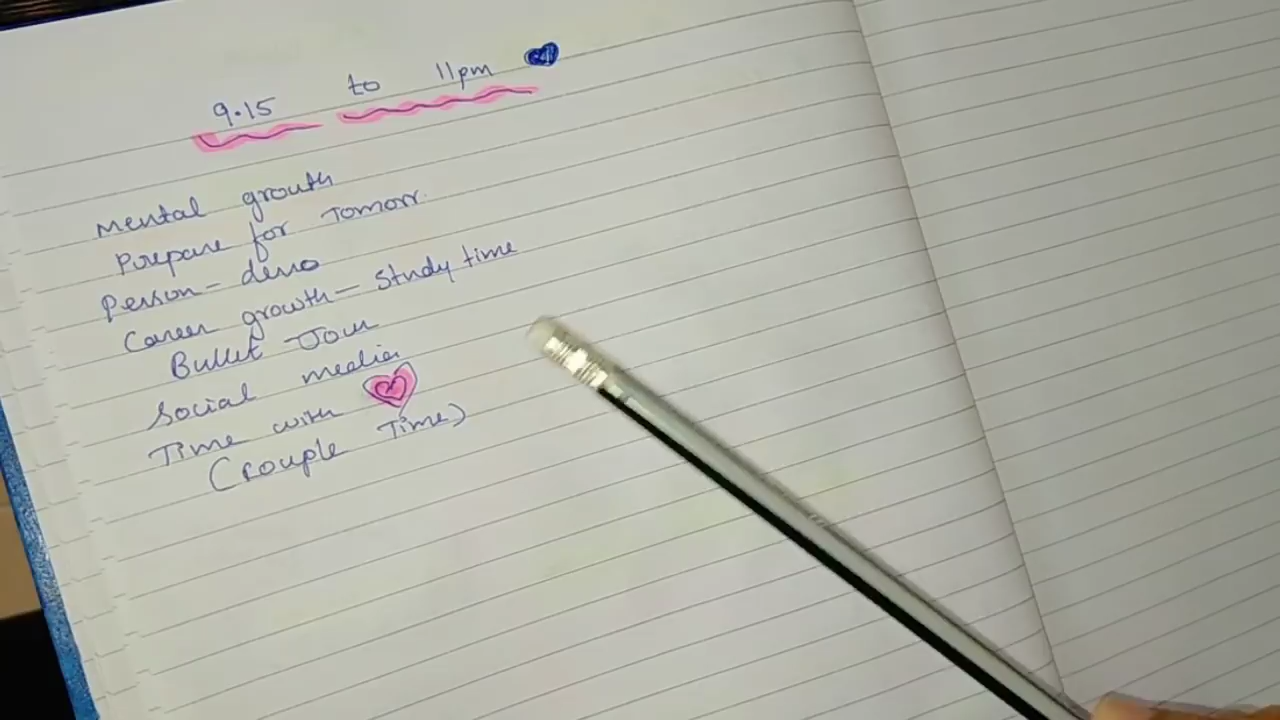 9.15 to 11pm
Mental growth
Prepare for Tomorr.
Person - demo
Career growth - study time
Bullet Jour
Social media
Time with
(couple Time)